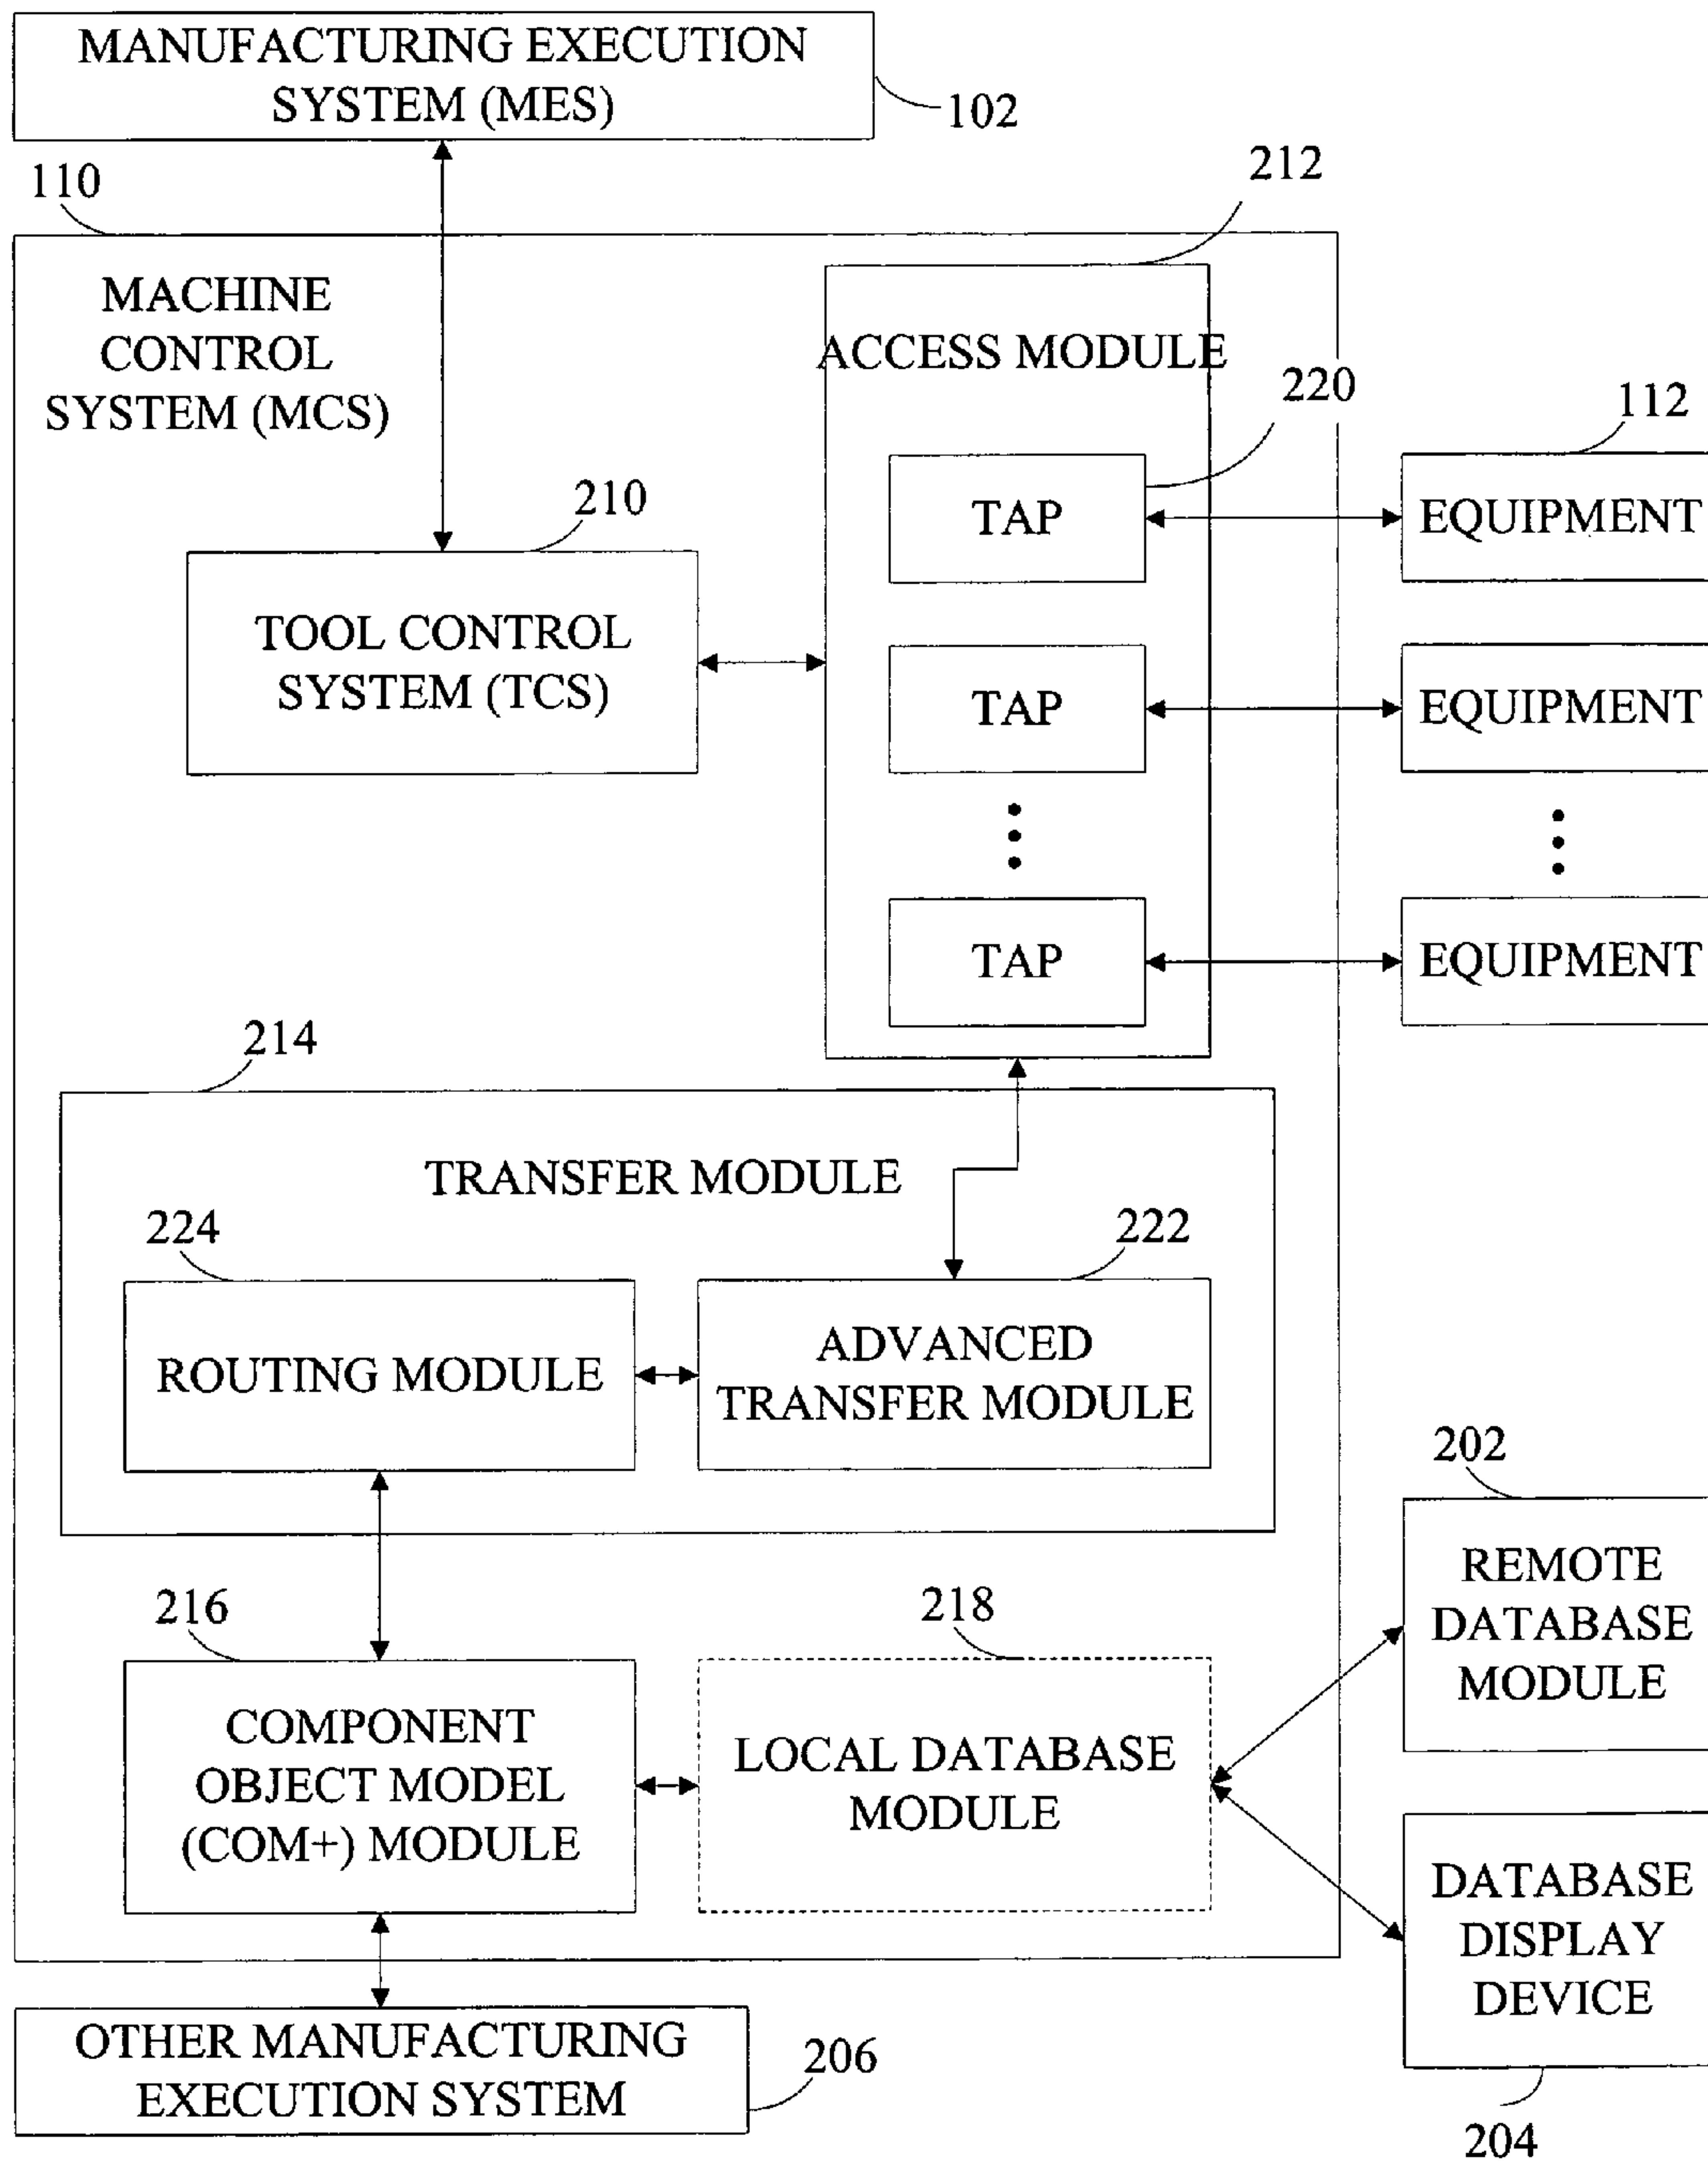 MANUFACTURING EXECUTION
SYSTEM (MES)
102
110
212
MACHINE
CONTROL
SYSTEM (MCS)
ACCESS MODULE
220
112
TAP
EQUIPMENT
210
TOOL CONTROL
SYSTEM (TCS)
TAP
EQUIPMENT
TAP
EQUIPMENT
214
TRANSFER MODULE
224
222
ROUTING MODULE
ADVANCED
TRANSFER MODULE
202
REMOTE
DATABASE
MODULE
216
218
COMPONENT
OBJECT MODEL
(COM+) MODULE
LOCAL DATABASE
MODULE
DATABASE
DISPLAY
DEVICE
204
OTHER MANUFACTURING
EXECUTION SYSTEM
206